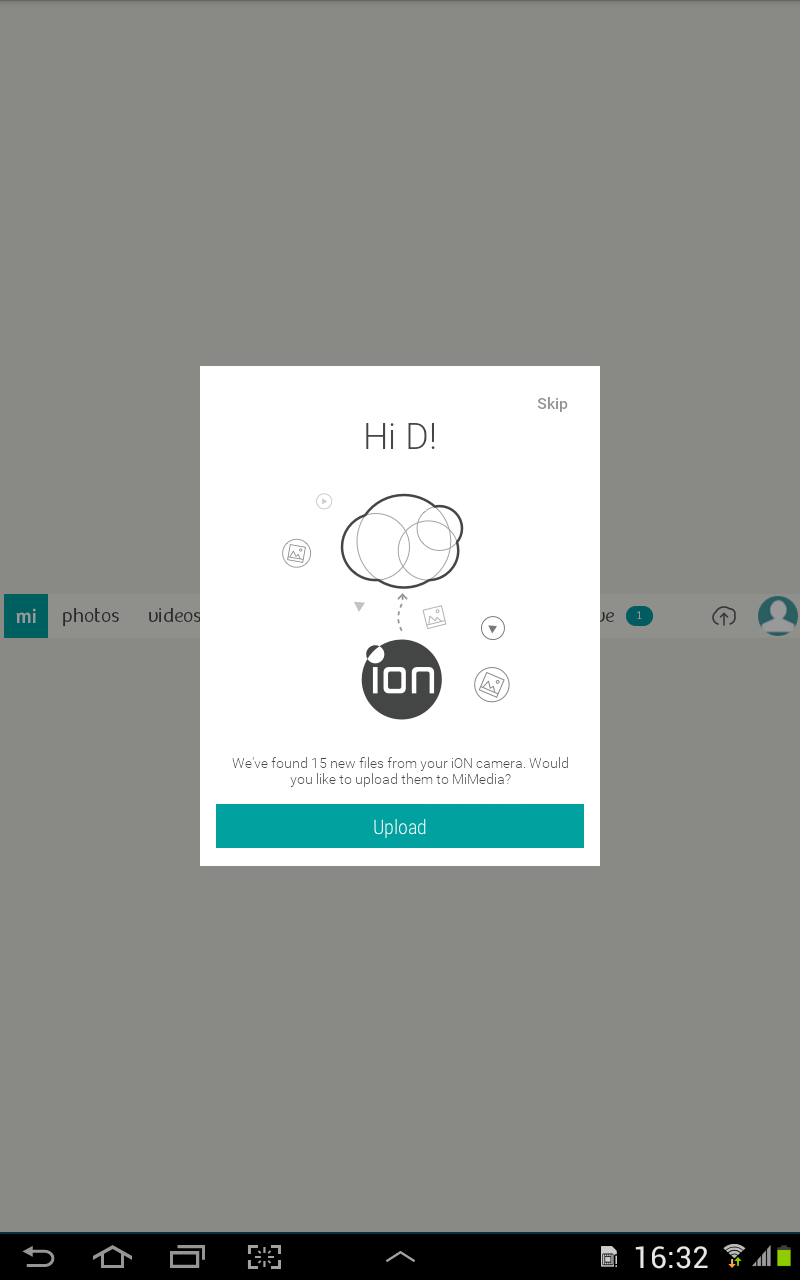 Skip
Hi D!
mi photos videos ue 1
ion
We've found 15 new files from your iON camera. Would
you like to upload them to MiMedia?
Upload
16:32